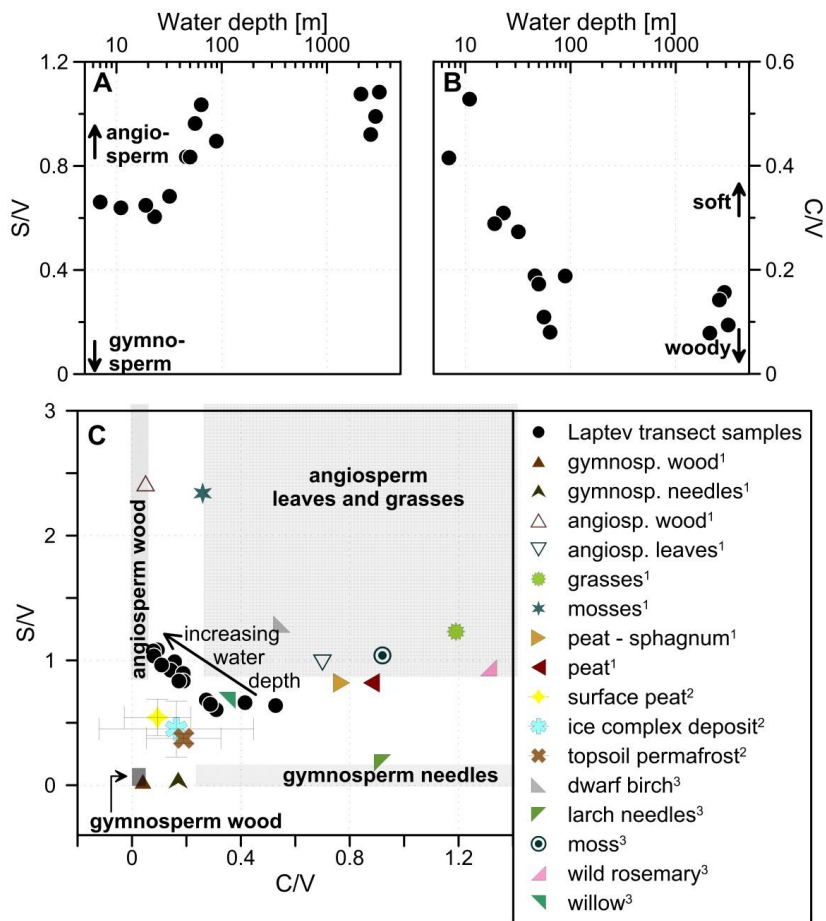 Water depth [m]
Water depth [m]
10
100
1000
10
100
1000
1.2
0.8
0.4
0
S/V
A
angio-
sperm
gymno-
sperm
B
soft
woody
0.6
0.4
0.2
0
C/V
3
2
1
0
S/V
C
angiosperm
leaves and grasses
angiosperm wood
increasing
water
depth
gymnosperm needles
gymnosperm wood
0
0.4
0.8
1.2
C/V
Laptev transect samples
gymnosp. wood¹
gymnosp. needles¹
angiosp. wood¹
angiosp. leaves¹
grasses¹
mosses¹
peat - sphagnum¹
peat¹
surface peat²
ice complex deposit²
topsoil permafrost²
dwarf birch³
larch needles³
moss³
wild rosemary³
willow³